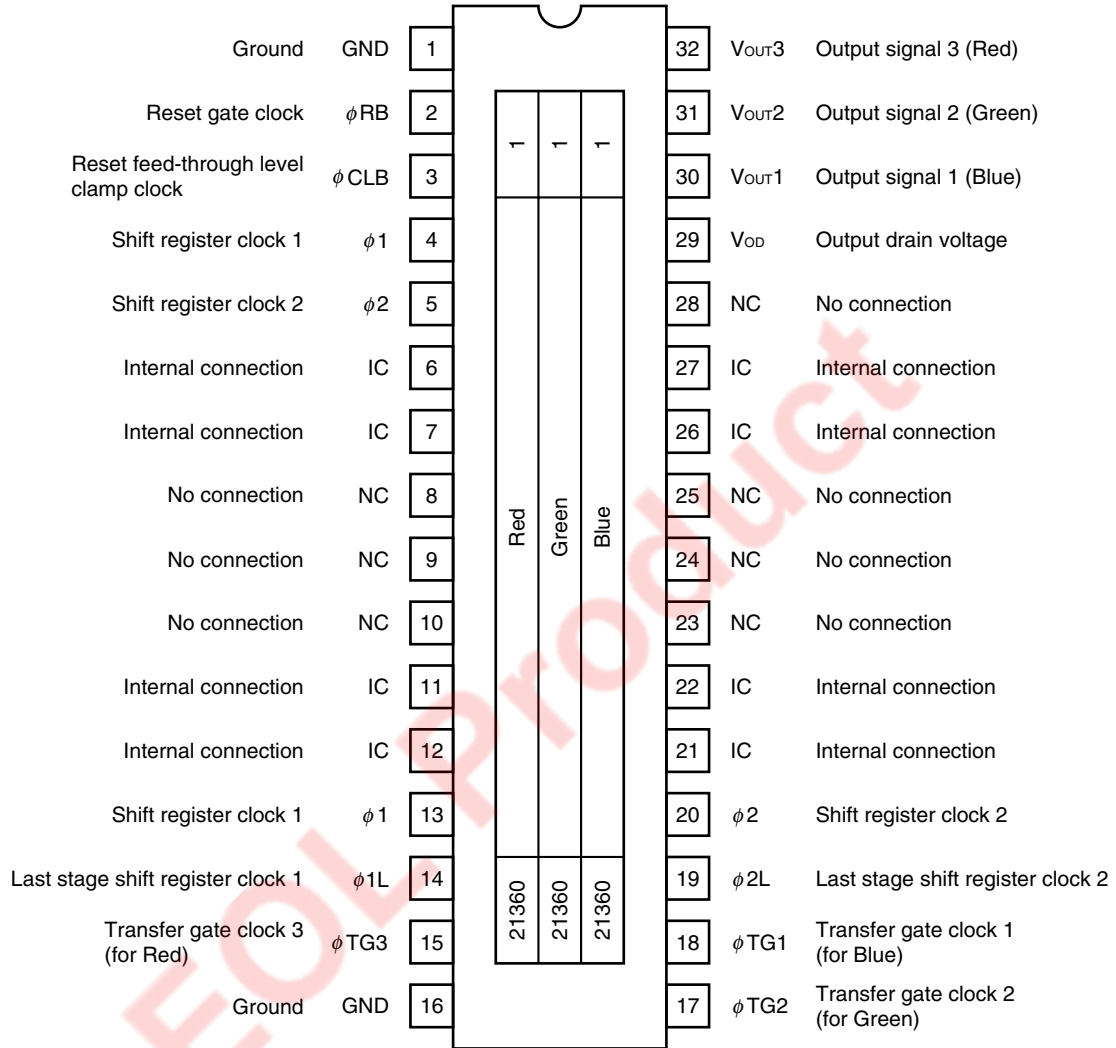 Ground GND 1
Reset gate clock ϕRB 2
Reset feed-through level
clamp clock ϕCLB 3
Shift register clock 1 ϕ1 4
Shift register clock 2 ϕ2 5
Internal connection IC 6
Internal connection IC 7
No connection NC 8
No connection NC 9
No connection NC 10
Internal connection IC 11
Internal connection IC 12
Shift register clock 1 ϕ1 13
Last stage shift register clock 1 ϕ1L 14
Transfer gate clock 3
(for Red) ϕTG3 15
Ground GND 16
1 1 1
Red Green Blue
21360 21360 21360
32 VOUT3 Output signal 3 (Red)
31 VOUT2 Output signal 2 (Green)
30 VOUT1 Output signal 1 (Blue)
29 VOD Output drain voltage
28 NC No connection
27 IC Internal connection
26 IC Internal connection
25 NC No connection
24 NC No connection
23 NC No connection
22 IC Internal connection
21 IC Internal connection
20 ϕ2 Shift register clock 2
19 ϕ2L Last stage shift register clock 2
18 ϕTG1 Transfer gate clock 1
(for Blue)
17 ϕTG2 Transfer gate clock 2
(for Green)
EOL Product